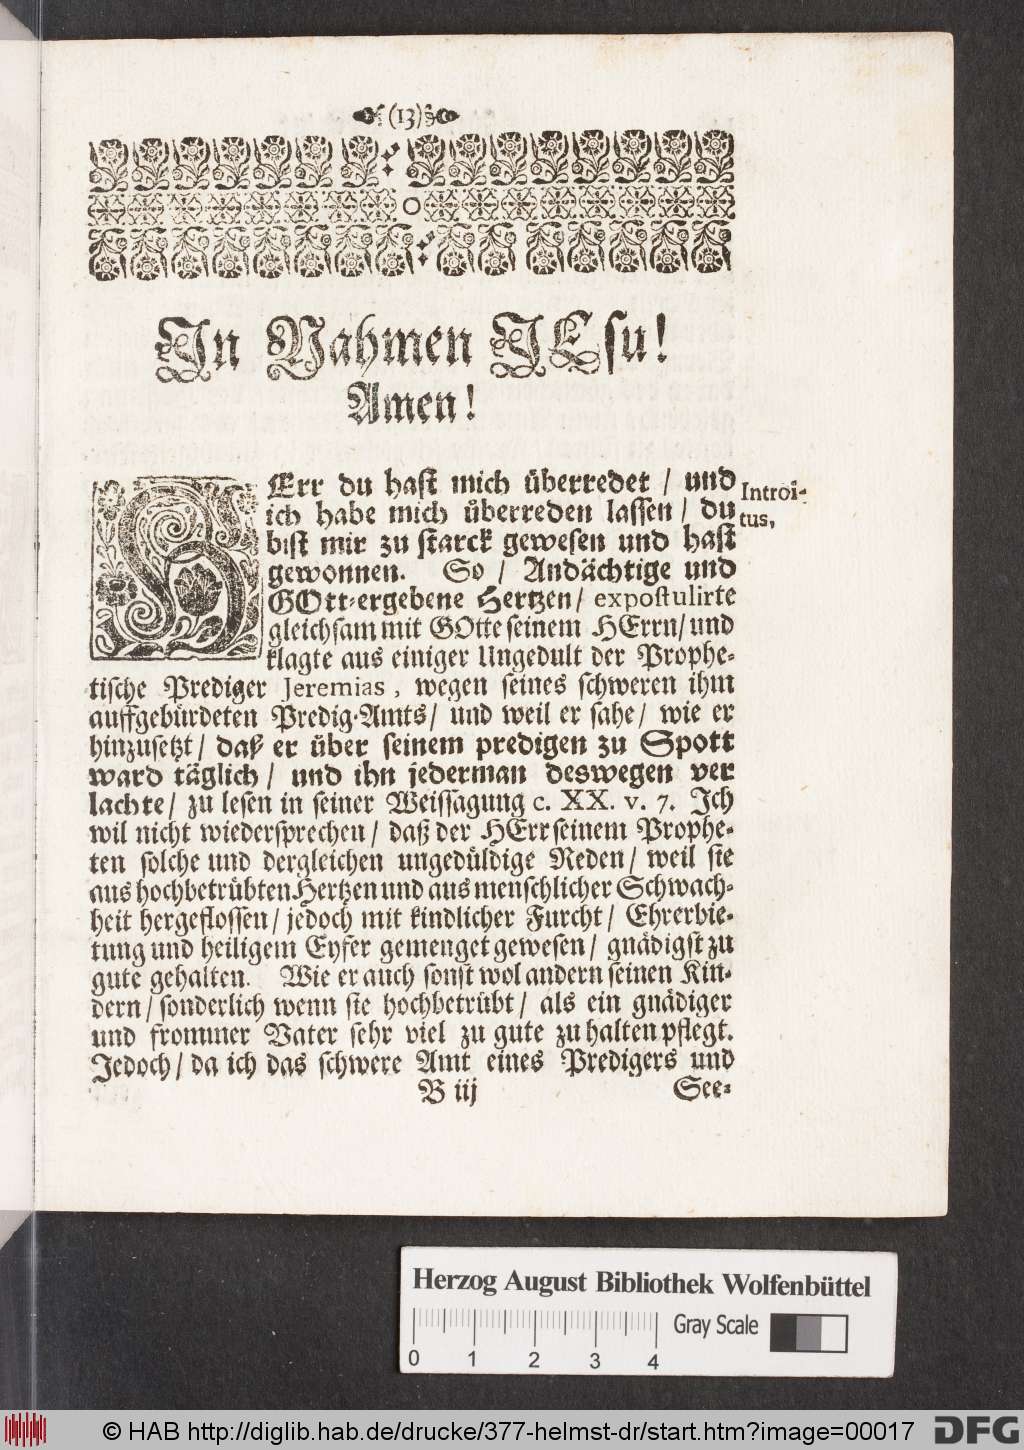 (13)
In Nahmen JEsu!
Amen!
HErr du hast mich überredet / und
ich habe mich überreden lassen / du
bist mir zu starck gewesen und hast
gewonnen. So / Andächtige und
GOtt-ergebene Hertzen / expostulirte
gleichsam mit GOtte seinem HErrn / und
klagte aus einiger Ungedult der Prophe-
tische Prediger Jeremias, wegen seines schweren ihm
auffgebürdeten Predig-Amts / und weil er sahe / wie er
hinzusetzt / daß er über seinem predigen zu Spott
ward täglich / und ihn jederman deswegen ver
lachte / zu lesen in seiner Weissagung c. XX. v. 7. Ich
wil nicht wiedersprechen / daß der HErr seinem Prophe-
ten solche und dergleichen ungedüldige Reden / weil sie
aus hochbetrübten Hertzen und aus menschlicher Schwach-
heit hergeflossen / jedoch mit kindlicher Furcht / Ehrerbie-
tung und heiligem Eyfer gemenget gewesen / gnädigst zu
gute gehalten. Wie er auch sonst wol andern seinen Kin-
dern / sonderlich wenn sie hochbetrübt / als ein gnädiger
und frommer Vater sehr viel zu gute zu halten pflegt.
Jedoch / da ich das schwere Amt eines Predigers und
B iij See-
Introi-
tus,
Herzog August Bibliothek Wolfenbüttel
0 1 2 3 4
Gray Scale
© HAB http://diglib.hab.de/drucke/377-helmst-dr/start.htm?image=00017
DFG